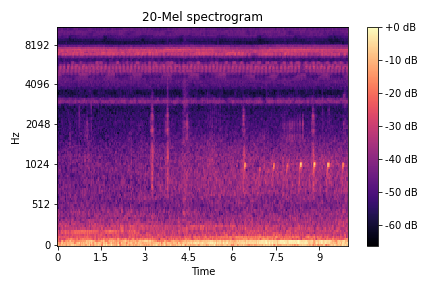 20-Mel spectrogram
+0 dB
8192
-10 dB
4096
-20 dB
Hz
2048
-30 dB
1024
-40 dB
512
-50 dB
-60 dB
0
0 1.5 3 4.5 6 7.5 9
Time